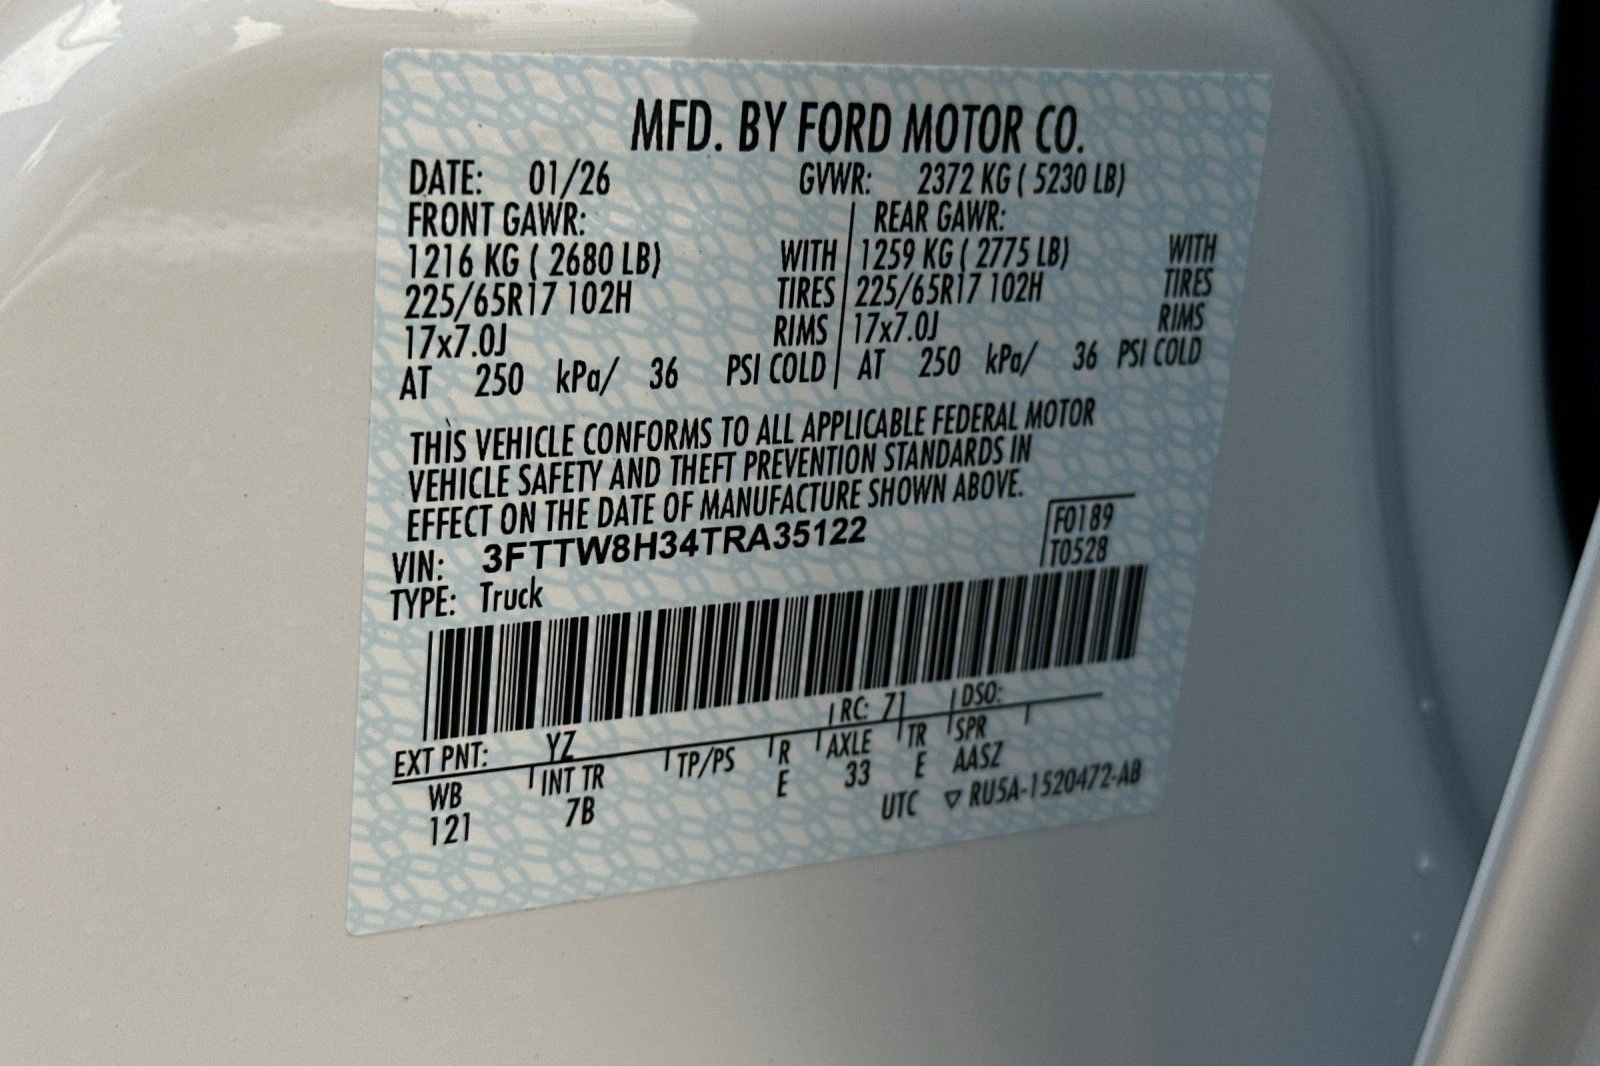 MFD. BY FORD MOTOR CO.
DATE: 01/26 GVWR: 2372 KG ( 5230 LB)
FRONT GAWR: REAR GAWR:
1216 KG ( 2680 LB) WITH 1259 KG ( 2775 LB) WITH
225/65R17 102H TIRES 225/65R17 102H TIRES
17x7.0J RIMS 17x7.0J RIMS
AT 250 kPa/ 36 PSI COLD AT 250 kPa/ 36 PSI COLD
THIS VEHICLE CONFORMS TO ALL APPLICABLE FEDERAL MOTOR
VEHICLE SAFETY AND THEFT PREVENTION STANDARDS IN
EFFECT ON THE DATE OF MANUFACTURE SHOWN ABOVE.
VIN: 3FTTW8H34TRA35122 F0189
TYPE: Truck T0528
EXT PNT: YZ RC: 71 DSO:
WB INT TR TP/PS R AXLE TR SPR
121 7B E 33 E AASZ
UTC ▽ RU5A-1520472-AB